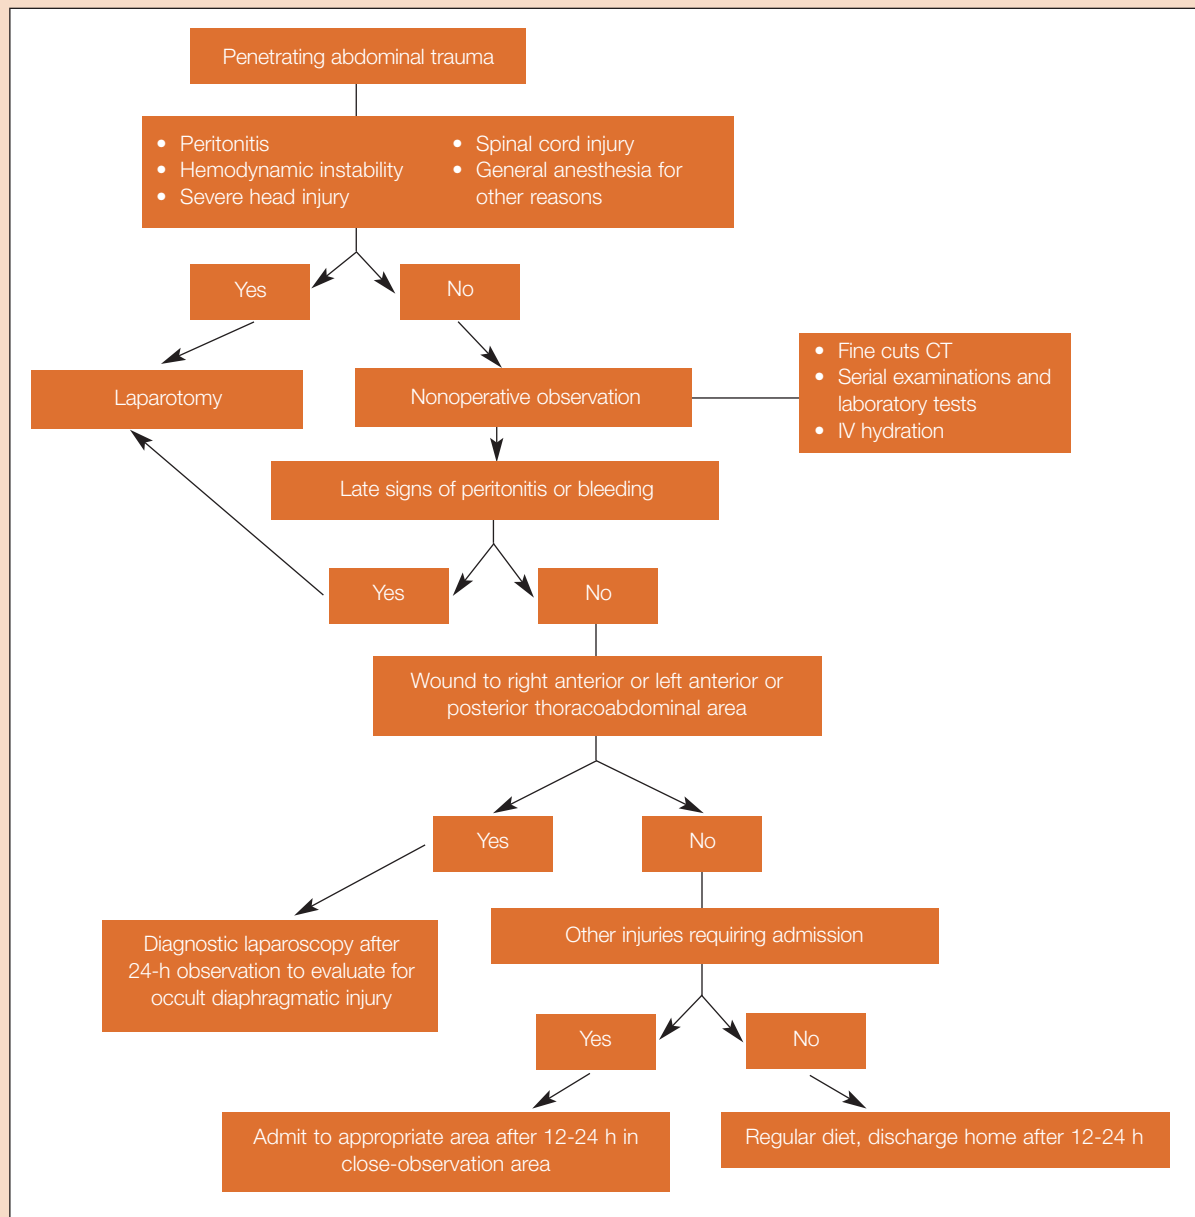 Penetrating abdominal trauma
• Peritonitis
• Hemodynamic instability
• Severe head injury
• Spinal cord injury
• General anesthesia for
other reasons
Yes
No
Laparotomy
Nonoperative observation
• Fine cuts CT
• Serial examinations and
laboratory tests
• IV hydration
Late signs of peritonitis or bleeding
Yes
No
Wound to right anterior or left anterior or
posterior thoracoabdominal area
Yes
No
Diagnostic laparoscopy after
24-h observation to evaluate for
occult diaphragmatic injury
Other injuries requiring admission
Yes
No
Admit to appropriate area after 12-24 h in
close-observation area
Regular diet, discharge home after 12-24 h